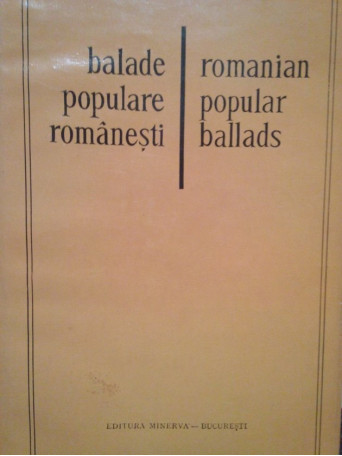 balade
populare
românești
romanian
popular
ballads
EDITURA MINERVA — BUCUREȘTI